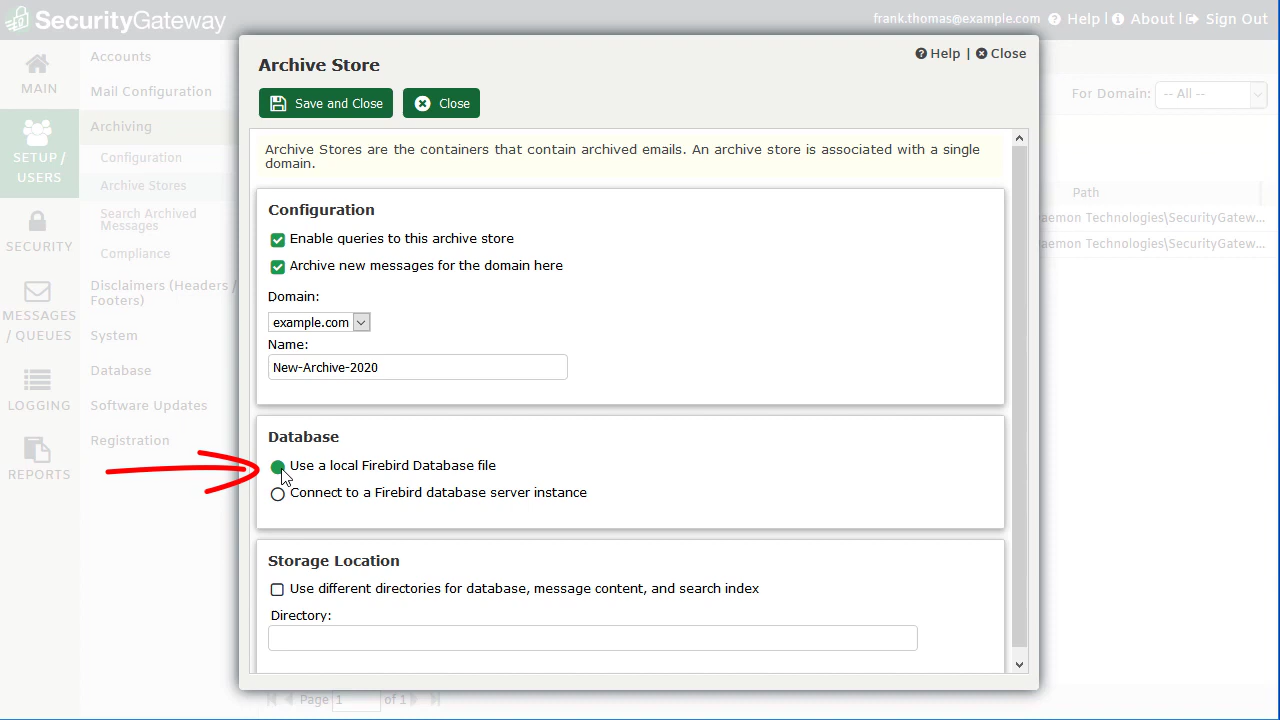 SecurityGateway
frank.thomas@example.com Help | About | Sign Out
MAIN
SETUP /
USERS
SECURITY
MESSAGES
/ QUEUES
LOGGING
REPORTS
Accounts
Mail Configuration
Archiving
Configuration
Archive Stores
Search Archived
Messages
Compliance
Disclaimers (Headers /
Footers)
System
Database
Software Updates
Registration
Archive Store
Help | Close
Save and Close
Close
Archive Stores are the containers that contain archived emails. An archive store is associated with a single
domain.
Configuration
Enable queries to this archive store
Archive new messages for the domain here
Domain:
example.com
Name:
New-Archive-2020
Database
Use a local Firebird Database file
Connect to a Firebird database server instance
Storage Location
Use different directories for database, message content, and search index
Directory:
For Domain: -- All --
Path
aemon Technologies\SecurityGatew...
aemon Technologies\SecurityGatew...
Page 1 of 1